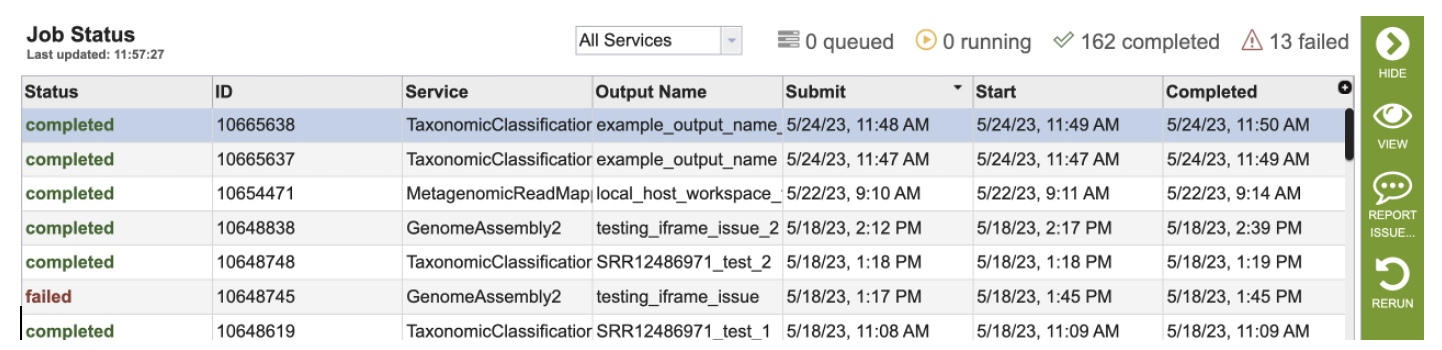 Job Status
Last updated: 11:57:27
All Services
0 queued
0 running
162 completed
13 failed
Status ID Service Output Name Submit Start Completed
completed 10665638 TaxonomicClassification example_output_name_ 5/24/23, 11:48 AM 5/24/23, 11:49 AM 5/24/23, 11:50 AM
completed 10665637 TaxonomicClassification example_output_name 5/24/23, 11:47 AM 5/24/23, 11:47 AM 5/24/23, 11:49 AM
completed 10654471 MetagenomicReadMap local_host_workspace_ 5/22/23, 9:10 AM 5/22/23, 9:11 AM 5/22/23, 9:14 AM
completed 10648838 GenomeAssembly2 testing_iframe_issue_2 5/18/23, 2:12 PM 5/18/23, 2:17 PM 5/18/23, 2:39 PM
completed 10648748 TaxonomicClassification SRR12486971_test_2 5/18/23, 1:18 PM 5/18/23, 1:18 PM 5/18/23, 1:19 PM
failed 10648745 GenomeAssembly2 testing_iframe_issue 5/18/23, 1:17 PM 5/18/23, 1:45 PM 5/18/23, 1:45 PM
completed 10648619 TaxonomicClassification SRR12486971_test_1 5/18/23, 11:08 AM 5/18/23, 11:09 AM 5/18/23, 11:09 AM
HIDE
VIEW
REPORT
ISSUE...
RERUN